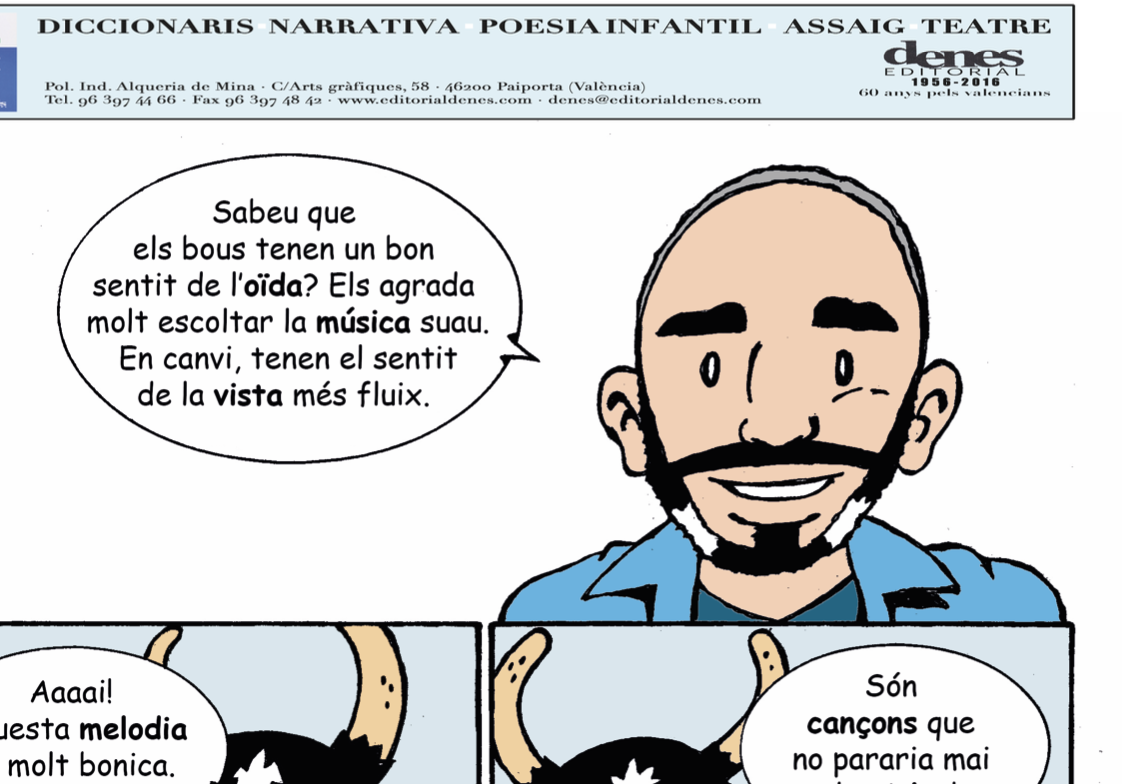 DICCIONARIS NARRATIVA POESIA INFANTIL ASSAIG TEATRE
denes
EDITORIAL
1956-2016
60 anys pels valencians
Pol. Ind. Alqueria de Mina · C/Arts gràfiques, 58 · 46200 Paiporta (València)
Tel. 96 397 44 66 · Fax 96 397 48 42 · www.editorialdenes.com · denes@editorialdenes.com
Sabeu que
els bous tenen un bon
sentit de l'oïda? Els agrada
molt escoltar la música suau.
En canvi, tenen el sentit
de la vista més fluix.
Aaaai!
uesta melodia
molt bonica.
Són
cançons que
no pararia mai